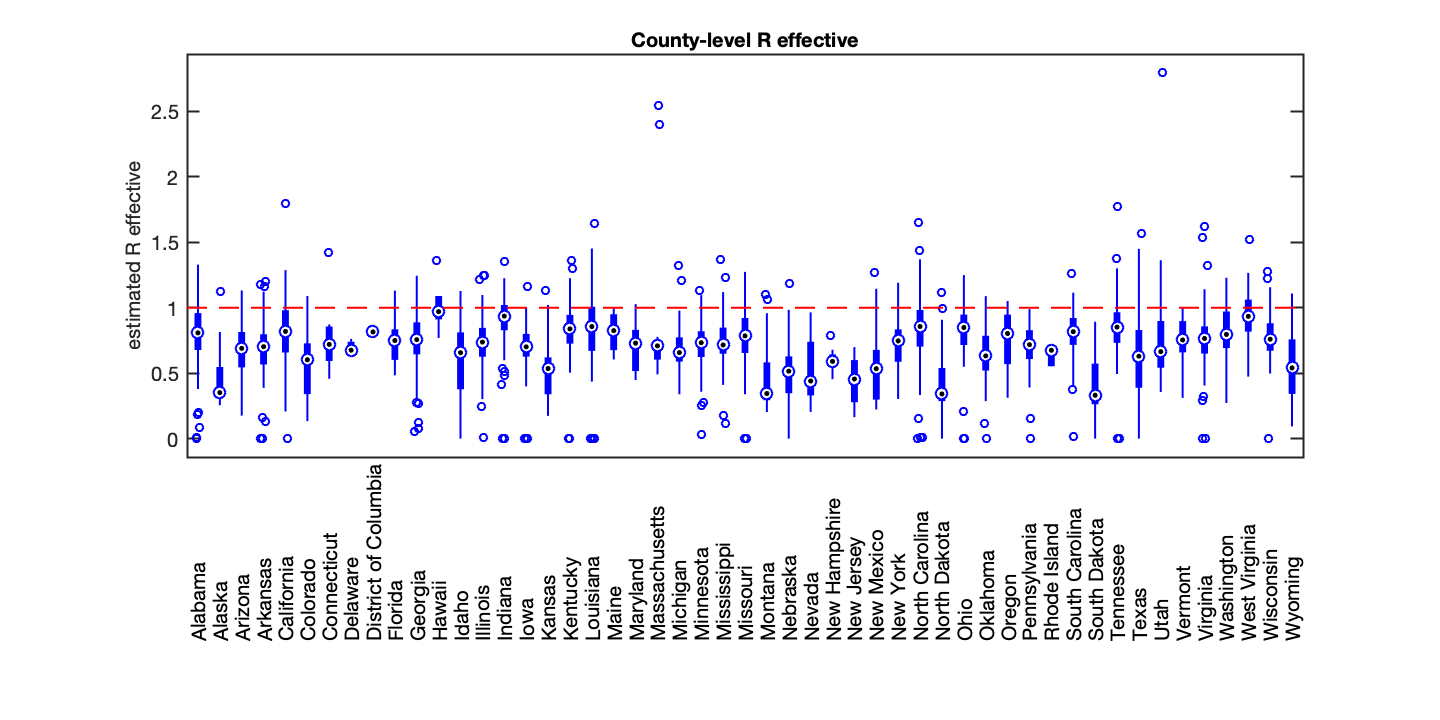 County-level R effective
estimated R effective
2.5
2
1.5
1
0.5
0
Alabama
Alaska
Arizona
Arkansas
California
Colorado
Connecticut
Delaware
District of Columbia
Florida
Georgia
Hawaii
Idaho
Illinois
Indiana
Iowa
Kansas
Kentucky
Louisiana
Maine
Maryland
Massachusetts
Michigan
Minnesota
Mississippi
Missouri
Montana
Nebraska
Nevada
New Hampshire
New Jersey
New Mexico
New York
North Carolina
North Dakota
Ohio
Oklahoma
Oregon
Pennsylvania
Rhode Island
South Carolina
South Dakota
Tennessee
Texas
Utah
Vermont
Virginia
Washington
West Virginia
Wisconsin
Wyoming